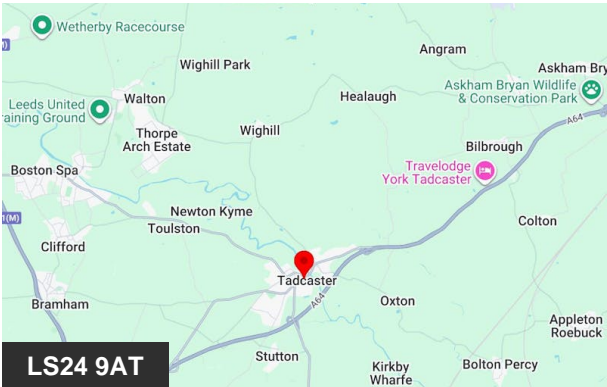 Wetherby Racecourse
Wighill Park
Angram
Askham Bry
Askham Bryan Wildlife
& Conservation Park
A64
Leeds United
raining Ground
Walton
Healaugh
Thorpe
Arch Estate
Wighill
Bilbrough
Travelodge
York Tadcaster
Boston Spa
Newton Kyme
Toulston
Colton
1(M)
Clifford
Tadcaster
Bramham
A64
Oxton
Appleton
Roebuck
Stutton
Kirkby
Wharfe
Bolton Percy
LS24 9AT